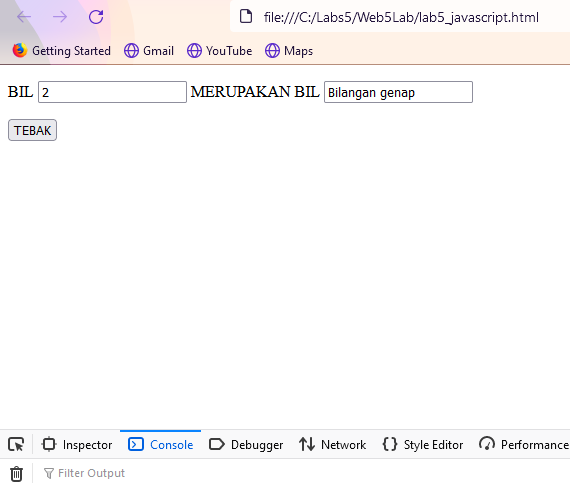 file:///C:/Labs5/Web5Lab/lab5_javascript.html
Getting Started Gmail YouTube Maps
BIL 2 MERUPAKAN BIL Bilangan genap
TEBAK
Inspector Console Debugger Network Style Editor Performance
Filter Output